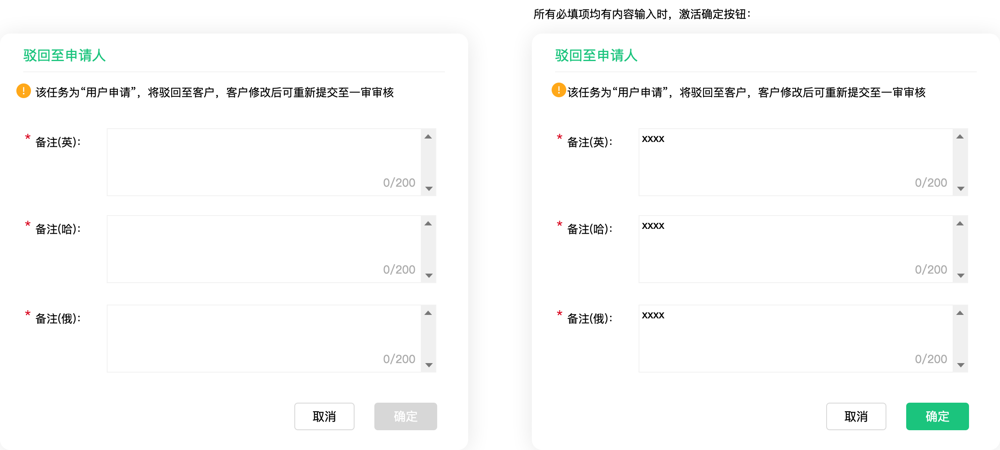 所有必填项均有内容输入时，激活确定按钮：
驳回至申请人
该任务为“用户申请”，将驳回至客户，客户修改后可重新提交至一审审核
* 备注(英)：
0/200
* 备注(哈)：
0/200
* 备注(俄)：
0/200
取消
确定
驳回至申请人
该任务为“用户申请”，将驳回至客户，客户修改后可重新提交至一审审核
* 备注(英)：
xxxx
0/200
* 备注(哈)：
xxxx
0/200
* 备注(俄)：
xxxx
0/200
取消
确定